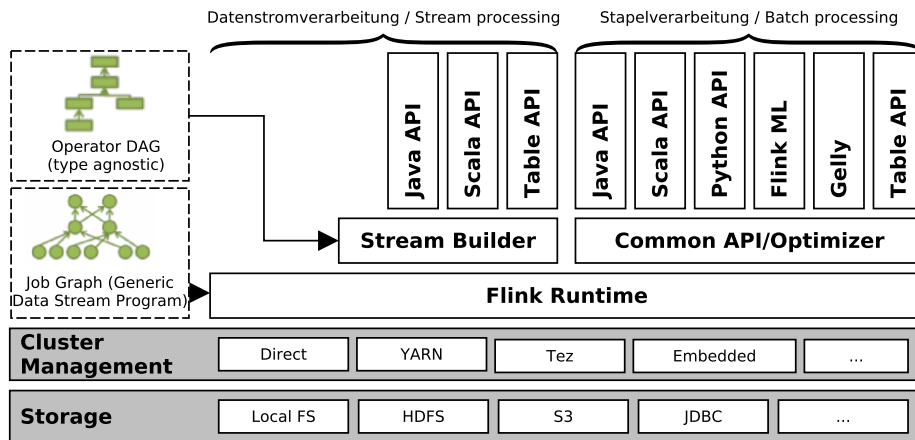 Datenstromverarbeitung / Stream processing
Stapelverarbeitung / Batch processing
Operator DAG
(type agnostic)
Java API
Scala API
Table API
Java API
Scala API
Python API
Flink ML
Gelly
Table API
Stream Builder
Common API/Optimizer
Job Graph (Generic
Data Stream Program)
Flink Runtime
Cluster
Management
Direct
YARN
Tez
Embedded
...
Storage
Local FS
HDFS
S3
JDBC
...